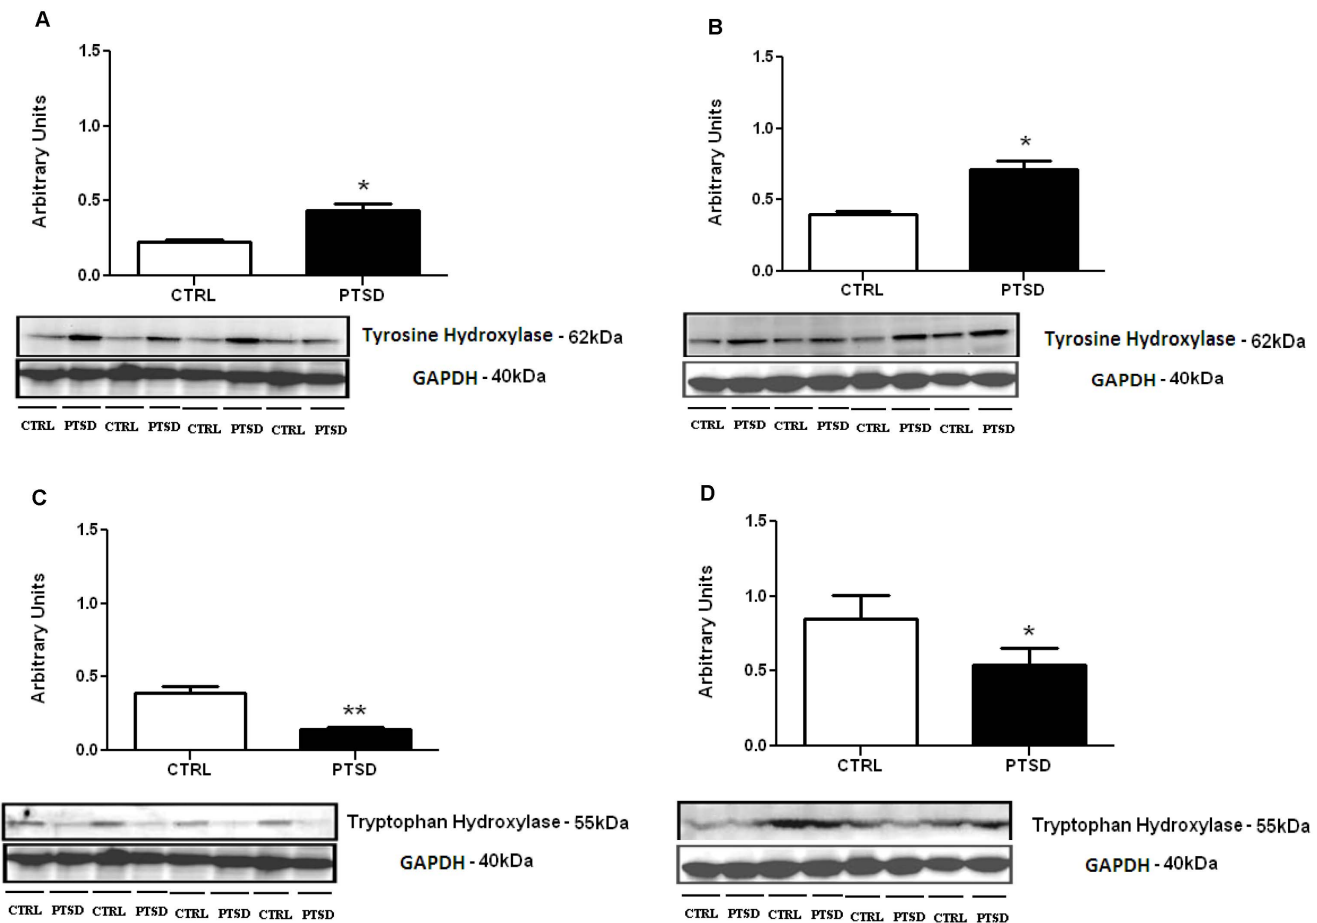 A
1.5
1.0
0.5
0.0
Arbitrary Units
*
CTRL PTSD
Tyrosine Hydroxylase - 62kDa
GAPDH - 40kDa
CTRL PTSD CTRL PTSD CTRL PTSD CTRL PTSD
B
1.5
1.0
0.5
0.0
Arbitrary Units
*
CTRL PTSD
Tyrosine Hydroxylase - 62kDa
GAPDH - 40kDa
CTRL PTSD CTRL PTSD CTRL PTSD CTRL PTSD
C
1.5
1.0
0.5
0.0
Arbitrary Units
**
CTRL PTSD
Tryptophan Hydroxylase - 55kDa
GAPDH - 40kDa
CTRL PTSD CTRL PTSD CTRL PTSD CTRL PTSD
D
1.5
1.0
0.5
0.0
Arbitrary Units
*
CTRL PTSD
Tryptophan Hydroxylase - 55kDa
GAPDH - 40kDa
CTRL PTSD CTRL PTSD CTRL PTSD CTRL PTSD